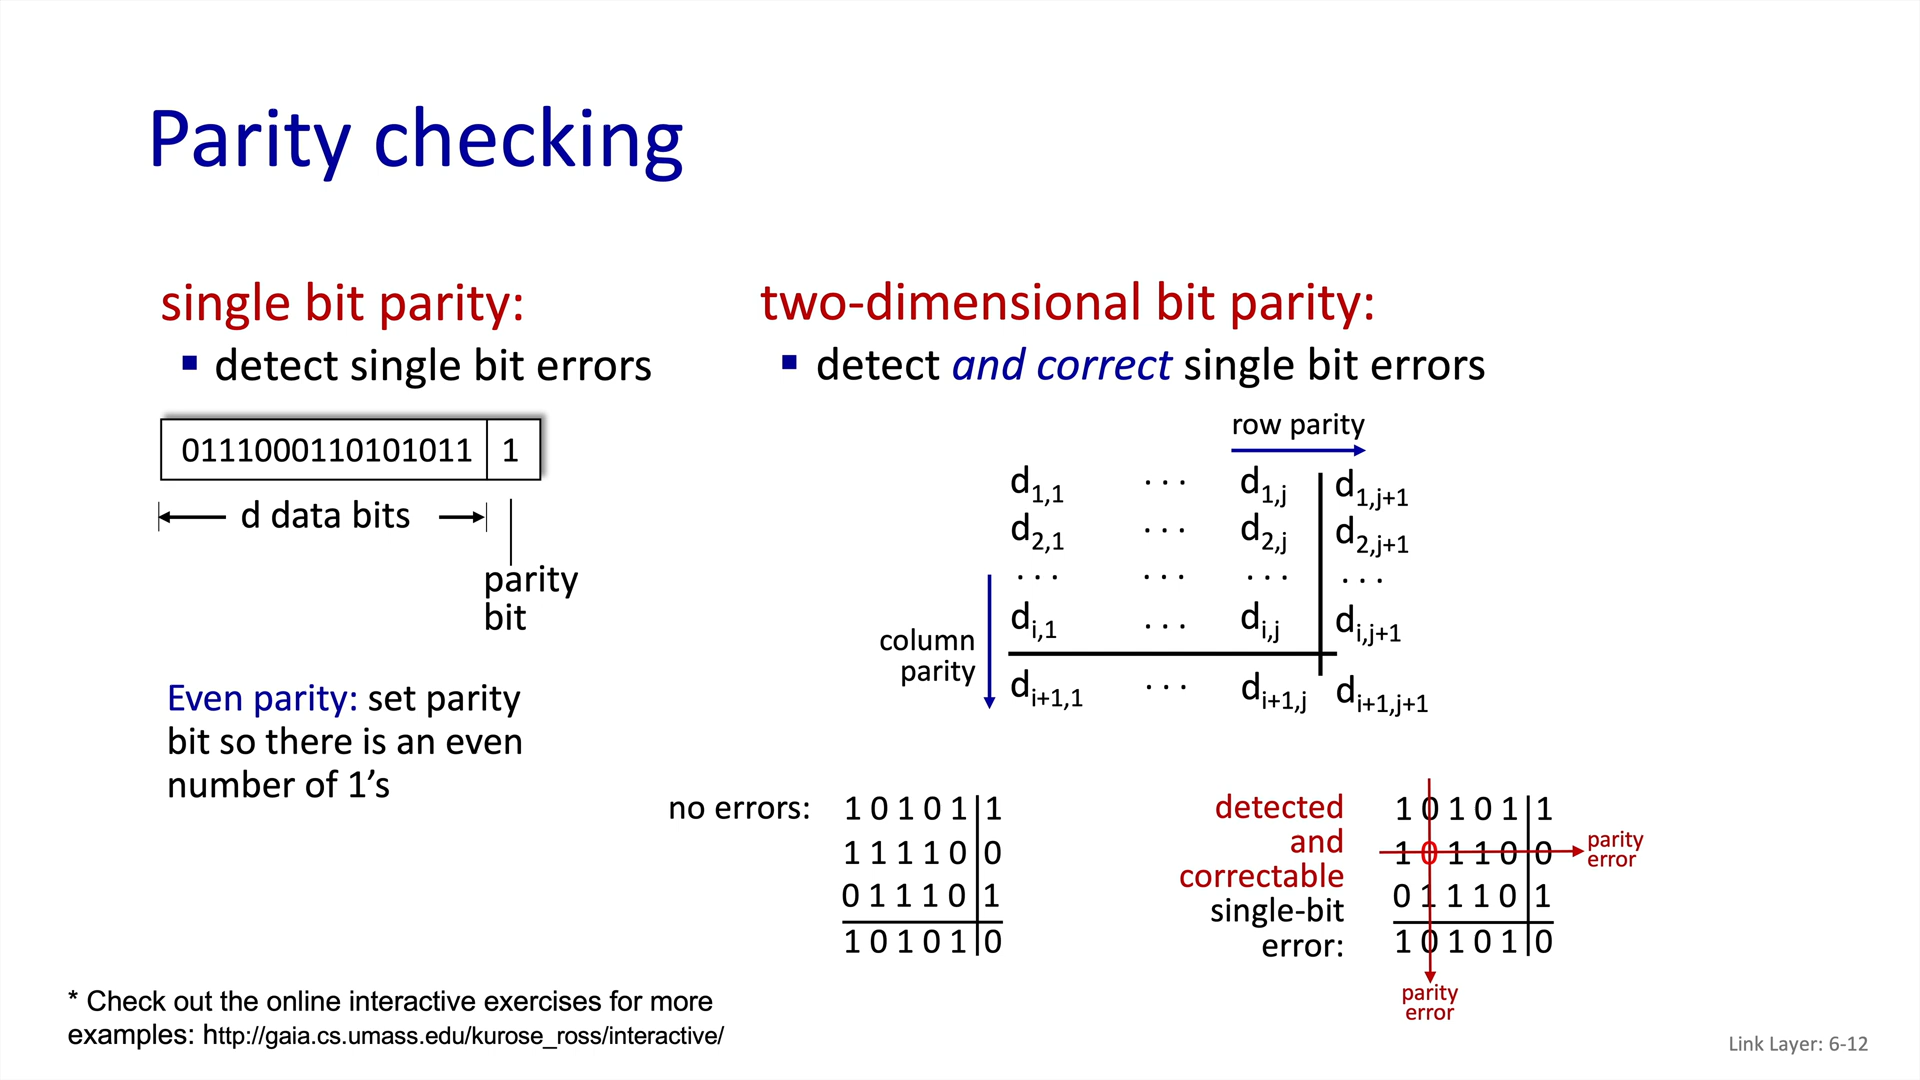 Parity checking
single bit parity:
▪ detect single bit errors
0111000110101011 1
d data bits
parity
bit
Even parity: set parity
bit so there is an even
number of 1’s
two-dimensional bit parity:
▪ detect and correct single bit errors
row parity
d1,1 ... d1,j d1,j+1
d2,1 ... d2,j d2,j+1
... ... ... ...
di,1 ... di,j di,j+1
column
parity
di+1,1 ... di+1,j di+1,j+1
no errors:
1 0 1 0 1 1
1 1 1 1 0 0
0 1 1 1 0 1
1 0 1 0 1 0
detected
and
correctable
single-bit
error:
1 0 1 0 1 1
1 0 1 1 0 0
0 1 1 1 0 1
1 0 1 0 1 0
parity
error
parity
error
* Check out the online interactive exercises for more
examples: http://gaia.cs.umass.edu/kurose_ross/interactive/
Link Layer: 6-12